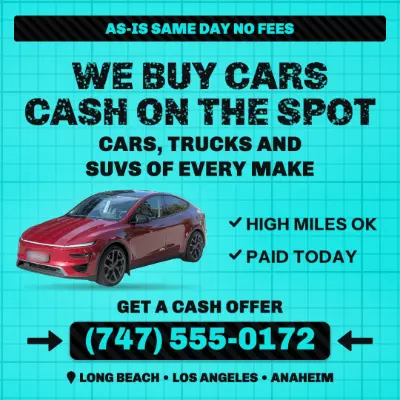 AS-IS SAME DAY NO FEES
WE BUY CARS
CASH ON THE SPOT
CARS, TRUCKS AND
SUVS OF EVERY MAKE
HIGH MILES OK
PAID TODAY
GET A CASH OFFER
(747) 555-0172
LONG BEACH • LOS ANGELES • ANAHEIM